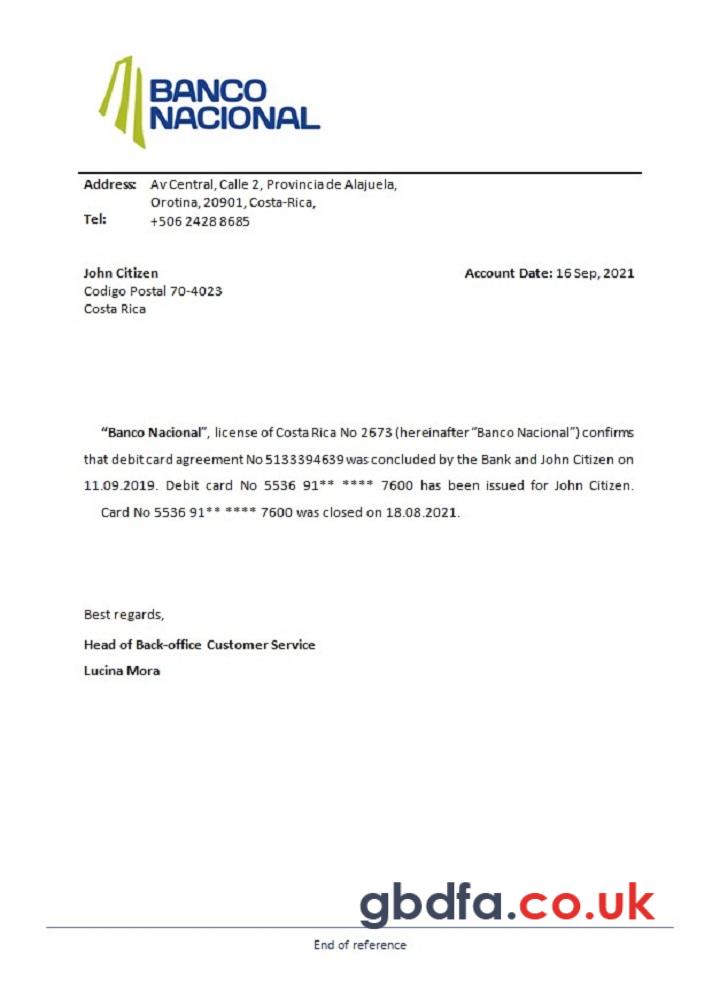 BANCO
NACIONAL
Address: Av Central, Calle 2, Provincia de Alajuela,
Orotina, 20901, Costa-Rica,
Tel: +506 2428 8685
John Citizen Account Date: 16 Sep, 2021
Codigo Postal 70-4023
Costa Rica
“Banco Nacional”, license of Costa Rica No 2673 (hereinafter “Banco Nacional”) confirms
that debit card agreement No 5133394639 was concluded by the Bank and John Citizen on
11.09.2019. Debit card No 5536 91** **** 7600 has been issued for John Citizen.
Card No 5536 91** **** 7600 was closed on 18.08.2021.
Best regards,
Head of Back-office Customer Service
Lucina Mora
gbdfa.co.uk
End of reference